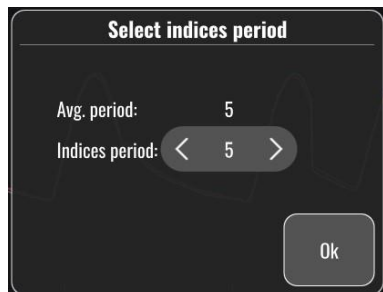 Select indices period
Avg. period: 5
Indices period: < 5 >
Ok